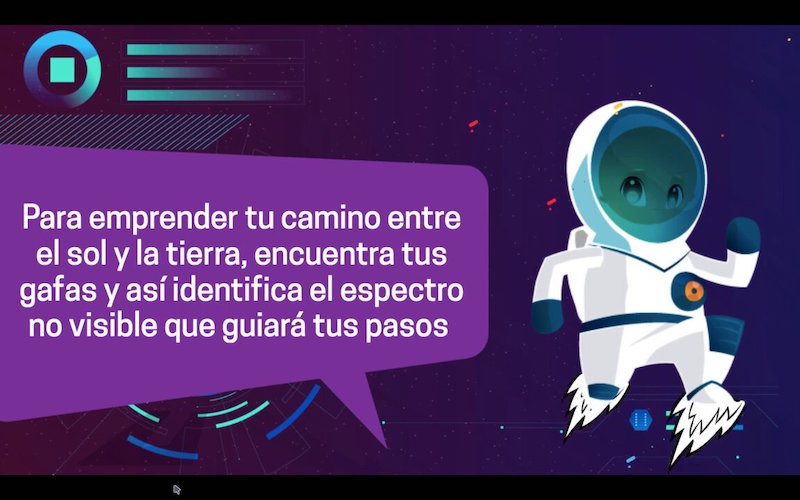 Para emprender tu camino entre
el sol y la tierra, encuentra tus
gafas y así identifica el espectro
no visible que guiará tus pasos